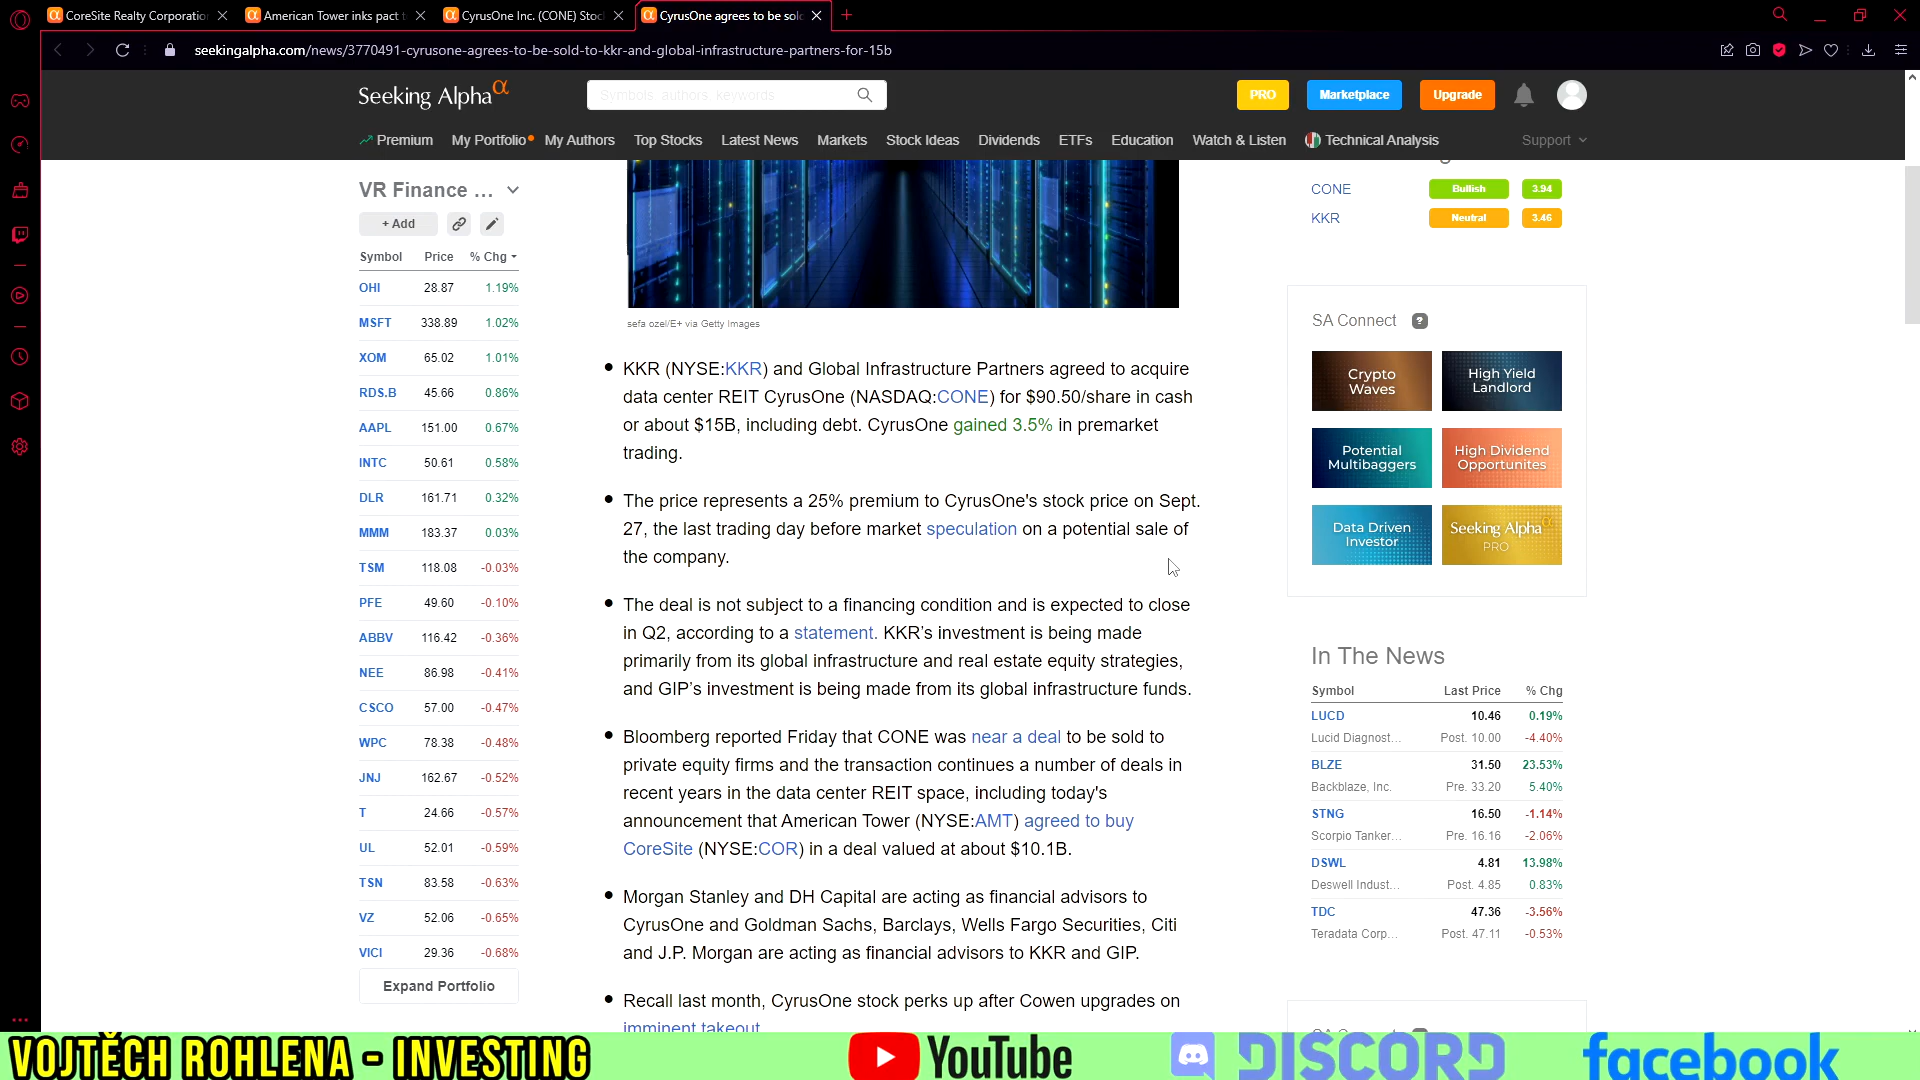 CoreSite Realty Corporation
American Tower inks pact t
CyrusOne Inc. (CONE) Stoc
CyrusOne agrees to be sol
seekingalpha.com/news/3770491-cyrusone-agrees-to-be-sold-to-kkr-and-global-infrastructure-partners-for-15b
Seeking Alpha α
Symbols, authors, keywords
PRO
Marketplace
Upgrade
Premium My Portfolio My Authors Top Stocks Latest News Markets Stock Ideas Dividends ETFs Education Watch & Listen Technical Analysis Support
VR Finance ...
+ Add
Symbol Price % Chg
OHI 28.87 1.19%
MSFT 338.89 1.02%
XOM 65.02 1.01%
RDS.B 45.66 0.86%
AAPL 151.00 0.67%
INTC 50.61 0.58%
DLR 161.71 0.32%
MMM 183.37 0.03%
TSM 118.08 -0.03%
PFE 49.60 -0.10%
ABBV 116.42 -0.36%
NEE 86.98 -0.41%
CSCO 57.00 -0.47%
WPC 78.38 -0.48%
JNJ 162.67 -0.52%
T 24.66 -0.57%
UL 52.01 -0.59%
TSN 83.58 -0.63%
VZ 52.06 -0.65%
VICI 29.36 -0.68%
Expand Portfolio
sefa ozel/E+ via Getty Images
• KKR (NYSE:KKR) and Global Infrastructure Partners agreed to acquire
data center REIT CyrusOne (NASDAQ:CONE) for $90.50/share in cash
or about $15B, including debt. CyrusOne gained 3.5% in premarket
trading.
• The price represents a 25% premium to CyrusOne's stock price on Sept.
27, the last trading day before market speculation on a potential sale of
the company.
• The deal is not subject to a financing condition and is expected to close
in Q2, according to a statement. KKR’s investment is being made
primarily from its global infrastructure and real estate equity strategies,
and GIP’s investment is being made from its global infrastructure funds.
• Bloomberg reported Friday that CONE was near a deal to be sold to
private equity firms and the transaction continues a number of deals in
recent years in the data center REIT space, including today's
announcement that American Tower (NYSE:AMT) agreed to buy
CoreSite (NYSE:COR) in a deal valued at about $10.1B.
• Morgan Stanley and DH Capital are acting as financial advisors to
CyrusOne and Goldman Sachs, Barclays, Wells Fargo Securities, Citi
and J.P. Morgan are acting as financial advisors to KKR and GIP.
• Recall last month, CyrusOne stock perks up after Cowen upgrades on
imminent takeout
CONE Bullish 3.94
KKR Neutral 3.46
SA Connect ?
Crypto
Waves
High Yield
Landlord
Potential
Multibaggers
High Dividend
Opportunites
Data Driven
Investor
Seeking Alpha α
PRO
In The News
Symbol Last Price % Chg
LUCD 10.46 0.19%
Lucid Diagnost... Post. 10.00 -4.40%
BLZE 31.50 23.53%
Backblaze, Inc. Pre. 33.20 5.40%
STNG 16.50 -1.14%
Scorpio Tanker... Pre. 16.16 -2.06%
DSWL 4.81 13.98%
Deswell Indust... Post. 4.85 0.83%
TDC 47.36 -3.56%
Teradata Corp... Post. 47.11 -0.53%
VOJTĚCH ROHLENA - INVESTING
YouTube
DISCORD
facebook